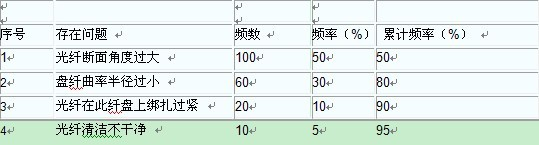 序号 存在问题 频数 频率（%） 累计频率（%）
1 光纤断面角度过大 100 50 50
2 盘纤曲率半径过小 60 30 80
3 光纤在此纤盘上绑扎过紧 20 10 90
4 光纤清洁不干净 10 5 95